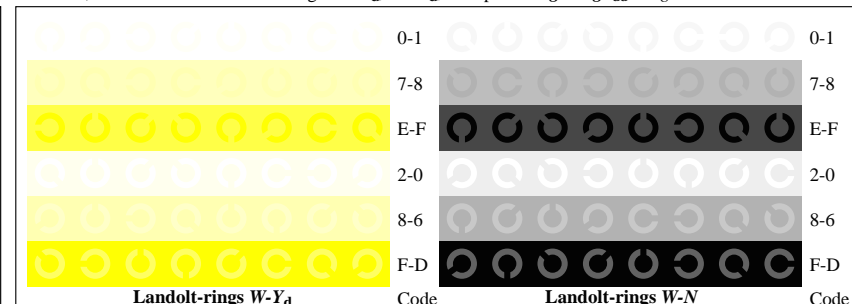 0-1 0-1
7-8 7-8
E-F E-F
2-0 2-0
8-6 8-6
F-D F-D
Landolt-rings W-Yd Code Landolt-rings W-N Code